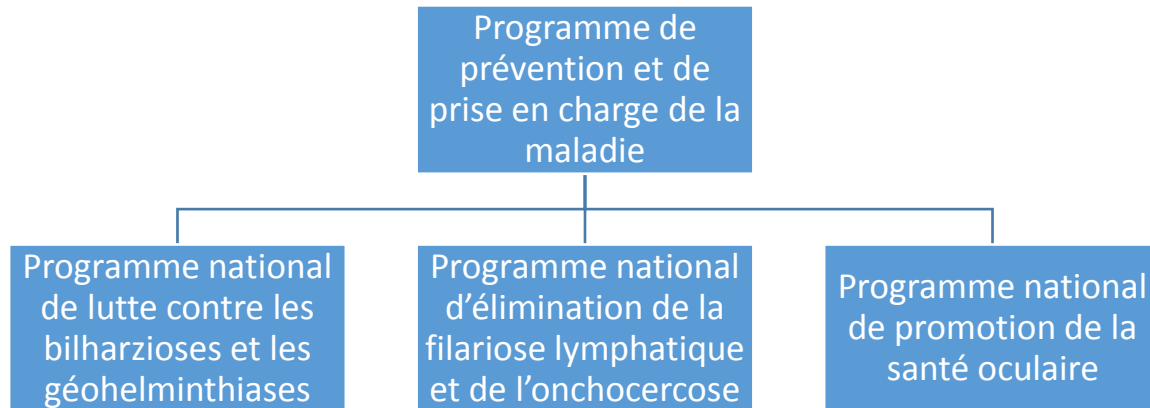 Programme de
prévention et de
prise en charge de la
maladie
Programme national
de lutte contre les
bilharzioses et les
géohelminthiases
Programme national
d’élimination de la
filariose lymphatique
et de l’onchocercose
Programme national
de promotion de la
santé oculaire